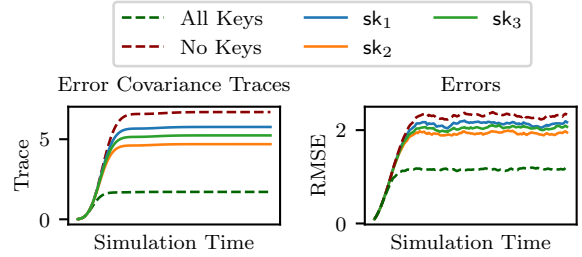 All Keys sk₁ sk₃
No Keys sk₂
Error Covariance Traces Errors
5
0
Trace
Simulation Time
2
0
RMSE
Simulation Time